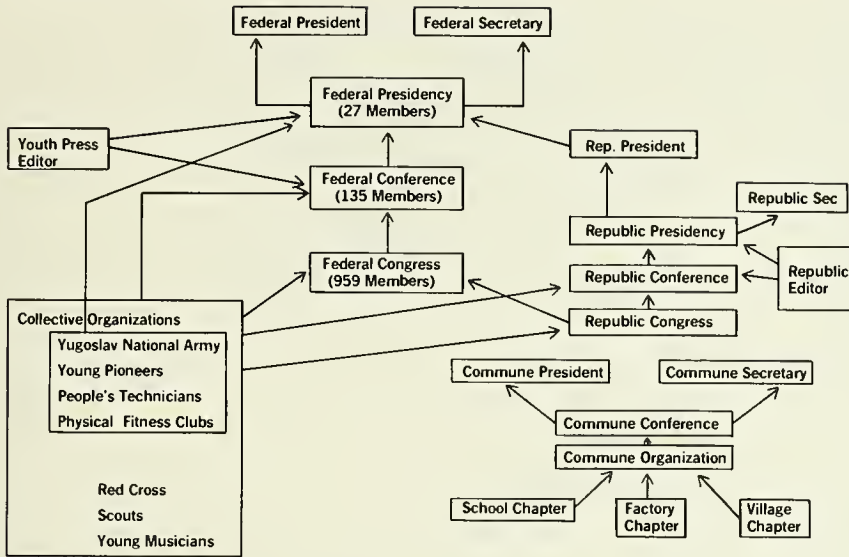 Federal President
Federal Secretary
Federal Presidency
(27 Members)
Youth Press
Editor
Rep. President
Federal Conference
(135 Members)
Republic Sec
Republic Presidency
Federal Congress
(959 Members)
Republic Conference
Republic
Editor
Collective Organizations
Republic Congress
Yugoslav National Army
Young Pioneers
People's Technicians
Physical Fitness Clubs
Commune President
Commune Secretary
Commune Conference
Commune Organization
Red Cross
Scouts
Young Musicians
School Chapter
Factory
Chapter
Village
Chapter